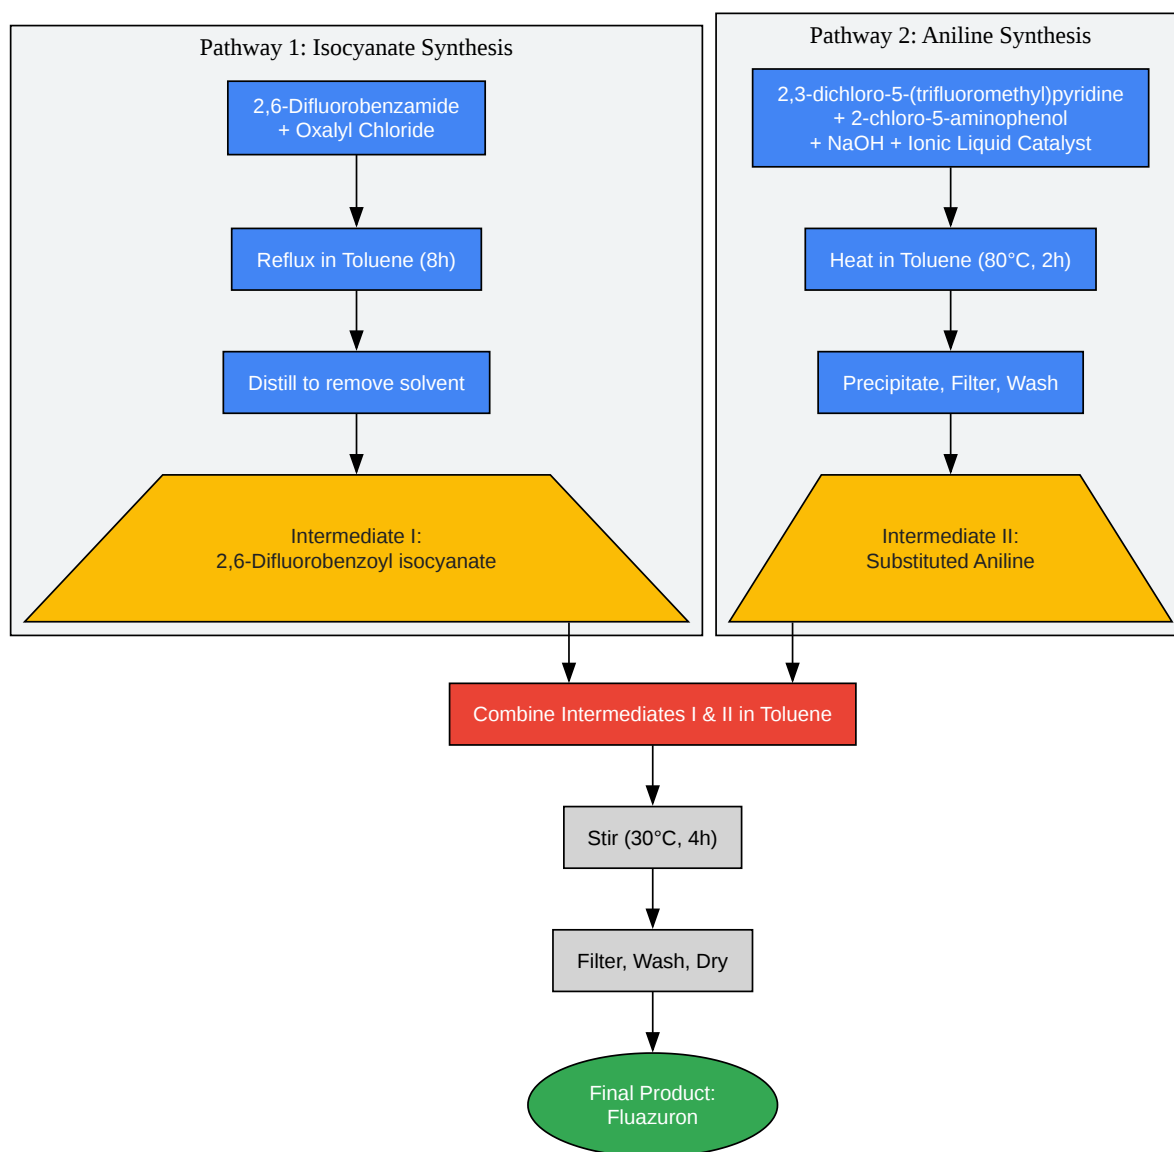 Pathway 1: Isocyanate Synthesis
2,6-Difluorobenzamide
+ Oxalyl Chloride
Reflux in Toluene (8h)
Distill to remove solvent
Intermediate I:
2,6-Difluorobenzoyl isocyanate
Pathway 2: Aniline Synthesis
2,3-dichloro-5-(trifluoromethyl)pyridine
+ 2-chloro-5-aminophenol
+ NaOH + Ionic Liquid Catalyst
Heat in Toluene (80°C, 2h)
Precipitate, Filter, Wash
Intermediate II:
Substituted Aniline
Combine Intermediates I & II in Toluene
Stir (30°C, 4h)
Filter, Wash, Dry
Final Product:
Fluazuron